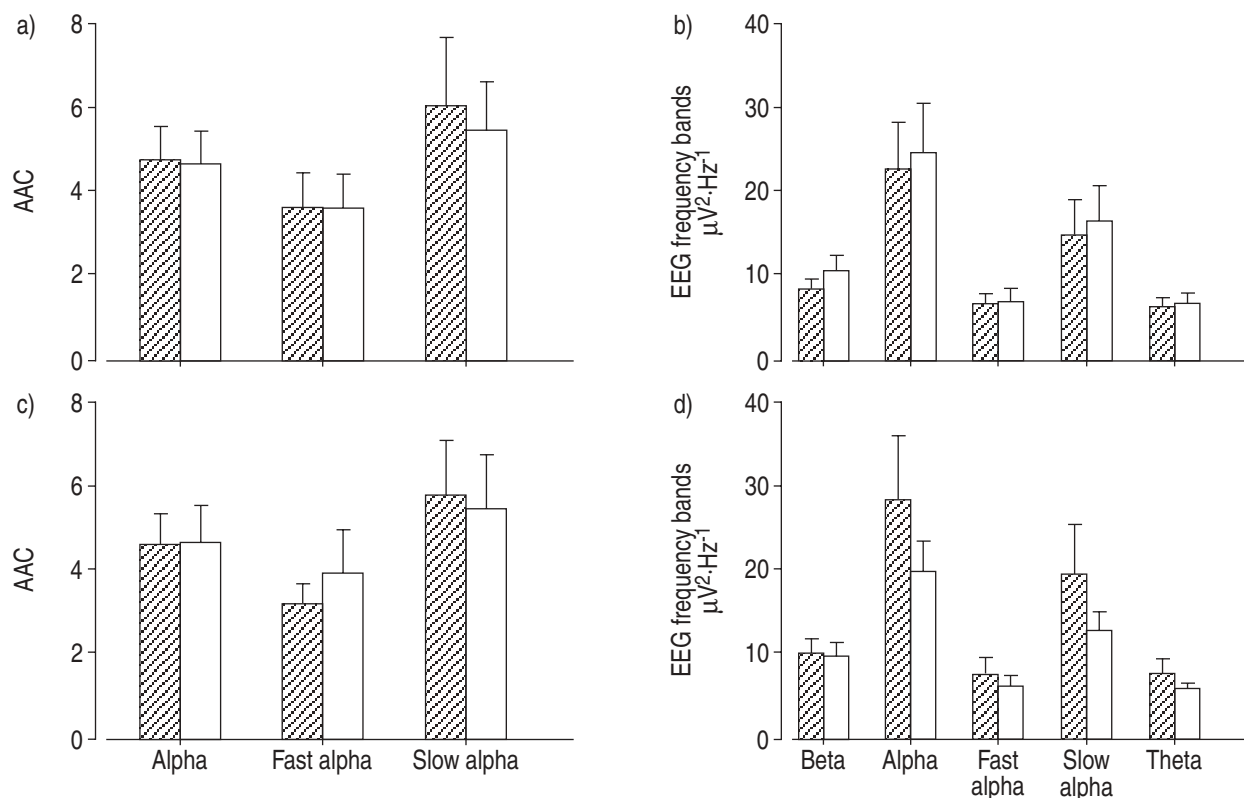 a)
8
6
4
2
0
AAC
b)
40
30
20
10
0
EEG frequency bands
µV²·Hz⁻¹
c)
8
6
4
2
0
AAC
Alpha
Fast alpha
Slow alpha
d)
40
30
20
10
0
EEG frequency bands
µV²·Hz⁻¹
Beta
Alpha
Fast
alpha
Slow
alpha
Theta